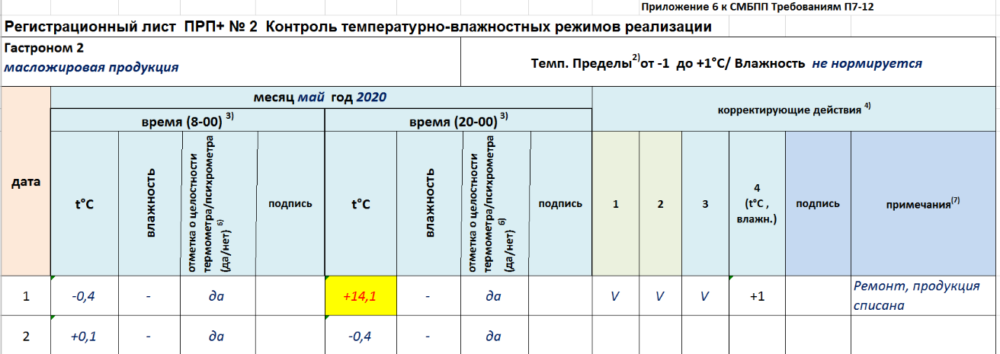 Приложение 6 к СМБПП Требованиям П7-12
Регистрационный лист ПРП+ № 2 Контроль температурно-влажностных режимов реализации
Гастроном 2
масложировая продукция
Темп. Пределы2)от -1 до +1°C/ Влажность не нормируется
месяц май год 2020
корректирующие действия 4)
время (8-00) 3)
время (20-00) 3)
дата
t°C
влажность
отметка о целостности
термометра/психрометра
(да/нет) 6)
подпись
t°C
влажность
отметка о целостности
термометра/психрометра
(да/нет) 6)
подпись
1
2
3
4
(t°C ,
влажн.)
подпись
примечания(7)
1 -0,4 - да +14,1 - да V V V +1 Ремонт, продукция
списана
2 +0,1 - да -0,4 - да